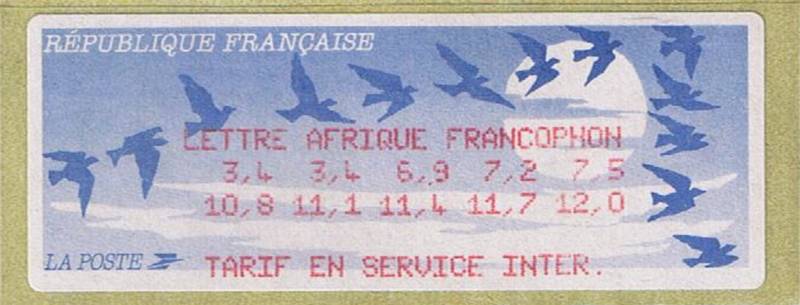 RÉPUBLIQUE FRANÇAISE
LETTRE AFRIQUE FRANCOPHON
3,4 3,4 6,9 7,2 7,5
10,8 11,1 11,4 11,7 12,0
LA POSTE
TARIF EN SERVICE INTER.